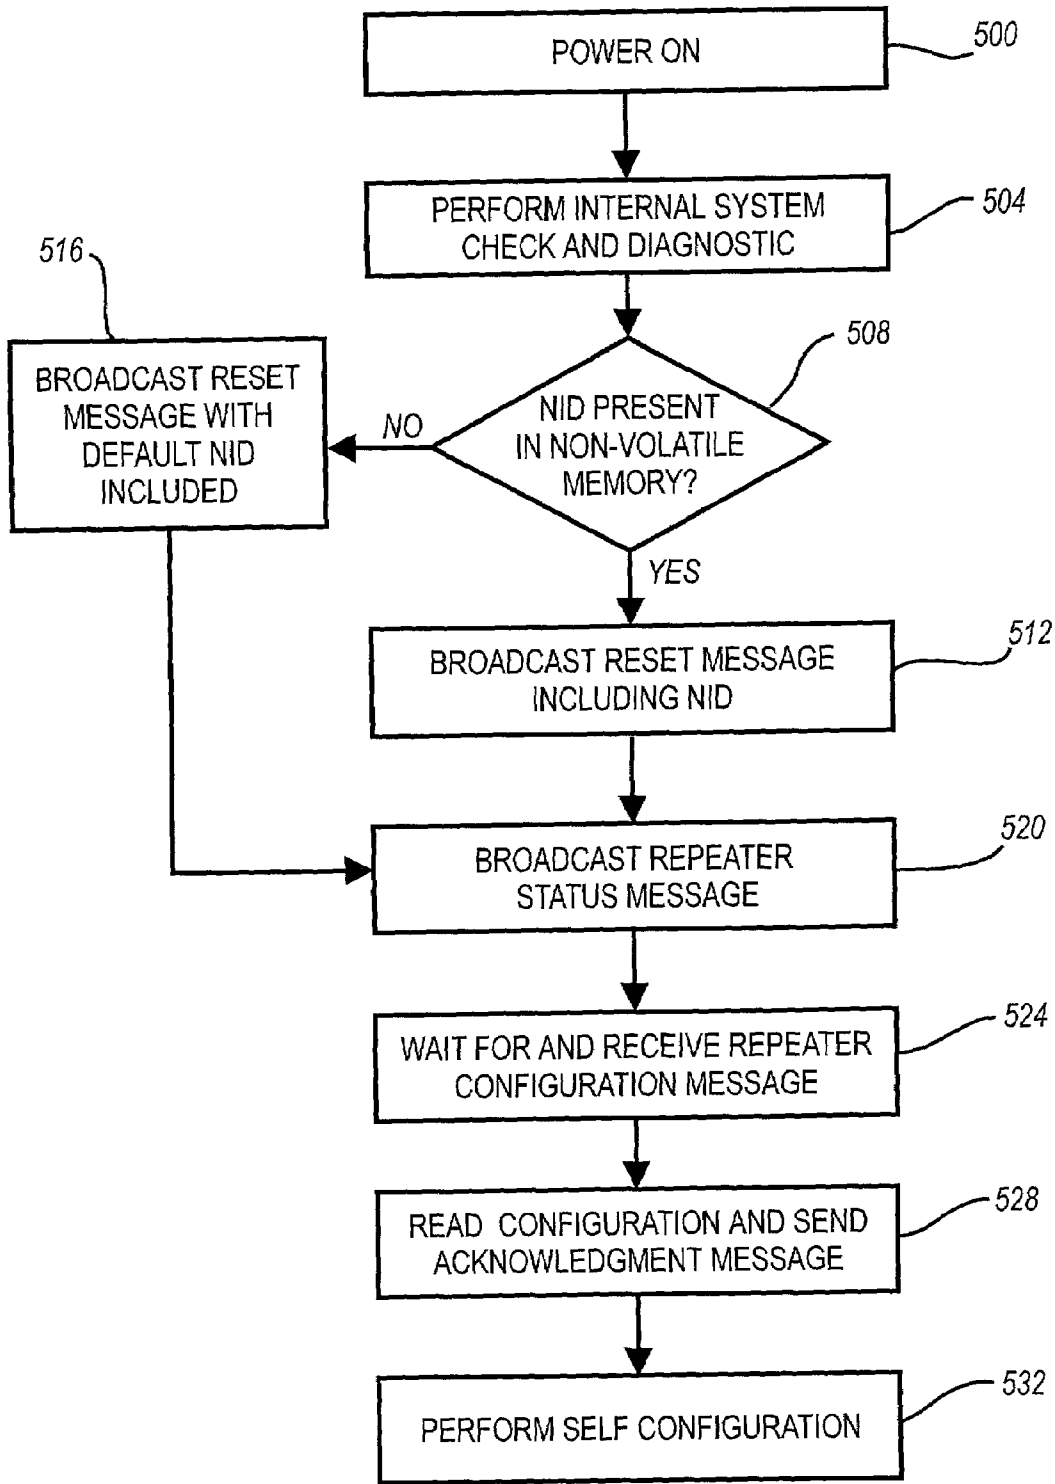 POWER ON
500
PERFORM INTERNAL SYSTEM
CHECK AND DIAGNOSTIC
504
516
BROADCAST RESET
MESSAGE WITH
DEFAULT NID
INCLUDED
NO
NID PRESENT
IN NON-VOLATILE
MEMORY?
508
YES
BROADCAST RESET MESSAGE
INCLUDING NID
512
BROADCAST REPEATER
STATUS MESSAGE
520
WAIT FOR AND RECEIVE REPEATER
CONFIGURATION MESSAGE
524
READ CONFIGURATION AND SEND
ACKNOWLEDGMENT MESSAGE
528
PERFORM SELF CONFIGURATION
532